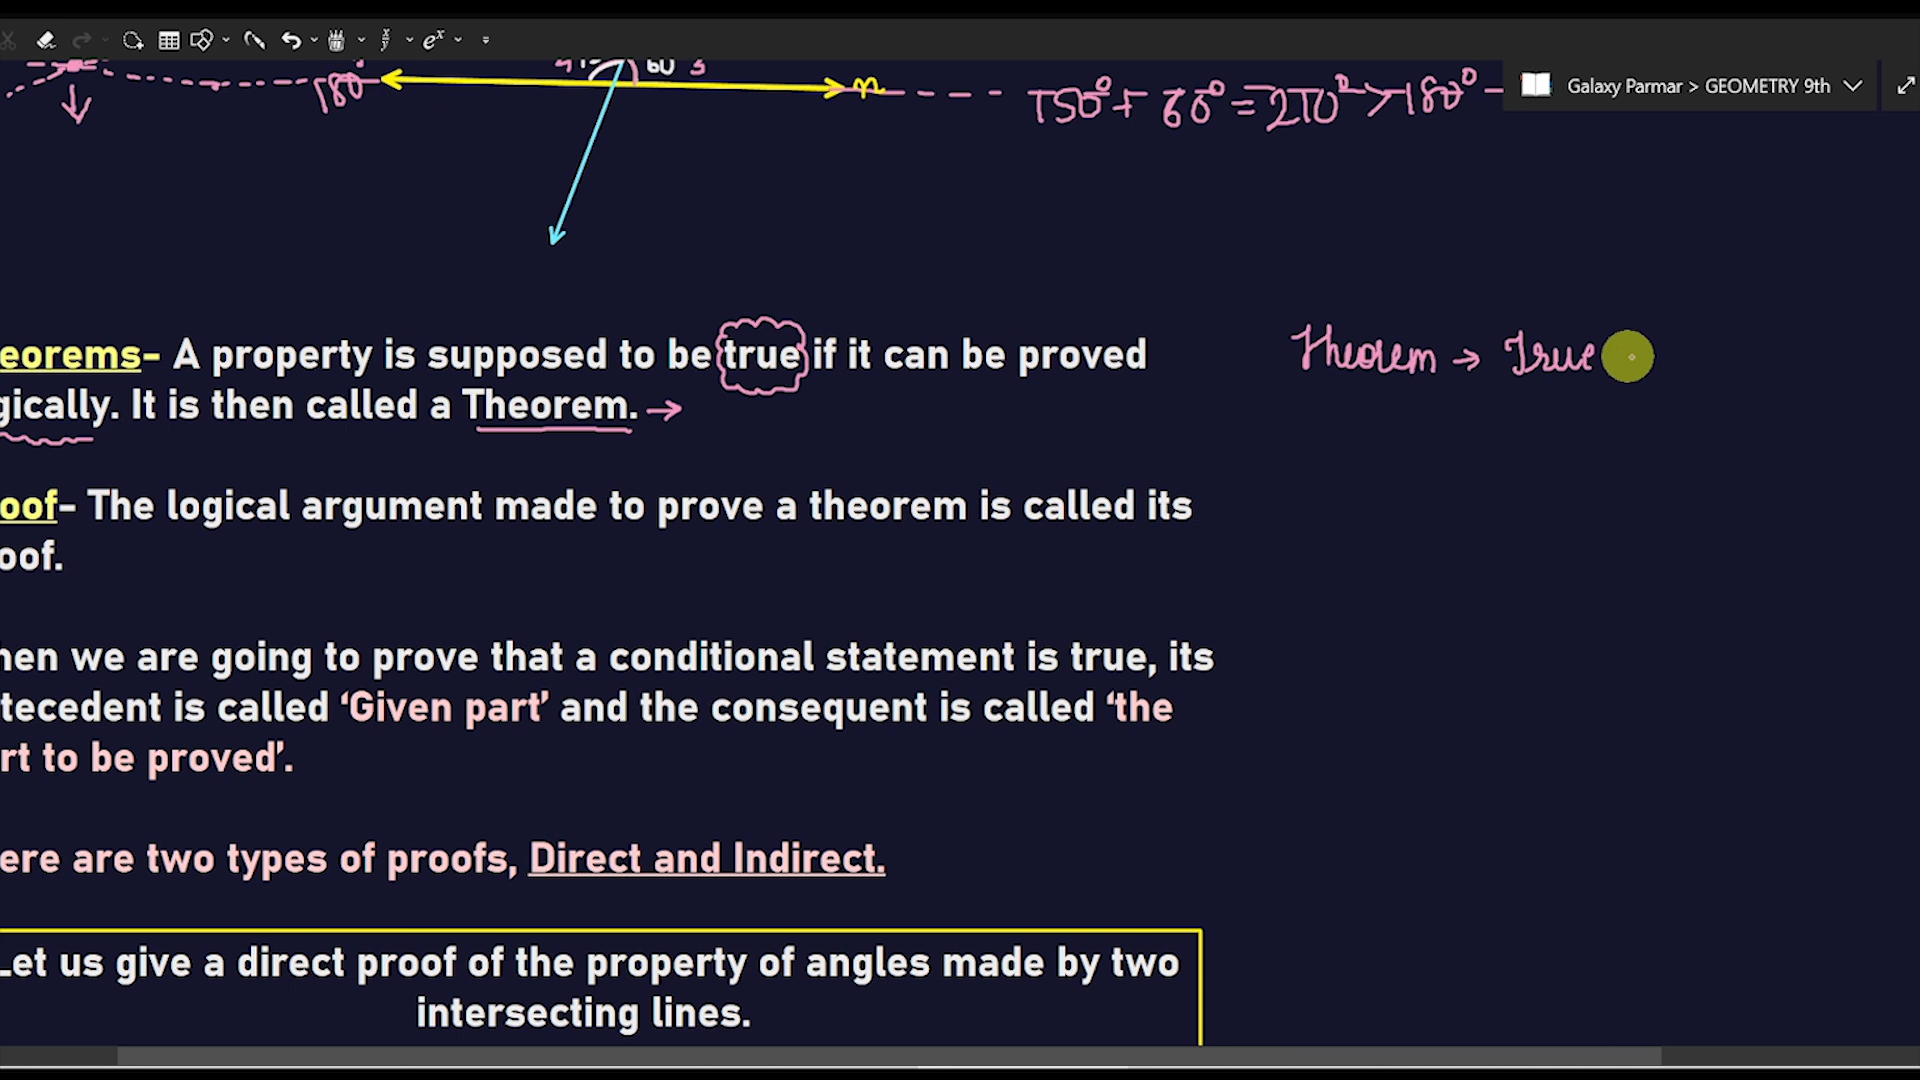 180
60 3
n
150° + 60° = 210° > 180°
Galaxy Parmar > GEOMETRY 9th
eorems- A property is supposed to be true if it can be proved
gically. It is then called a Theorem. →
Theorem → True
oof- The logical argument made to prove a theorem is called its
oof.
hen we are going to prove that a conditional statement is true, its
tecedent is called ‘Given part’ and the consequent is called ‘the
rt to be proved’.
ere are two types of proofs, Direct and Indirect.
Let us give a direct proof of the property of angles made by two
intersecting lines.